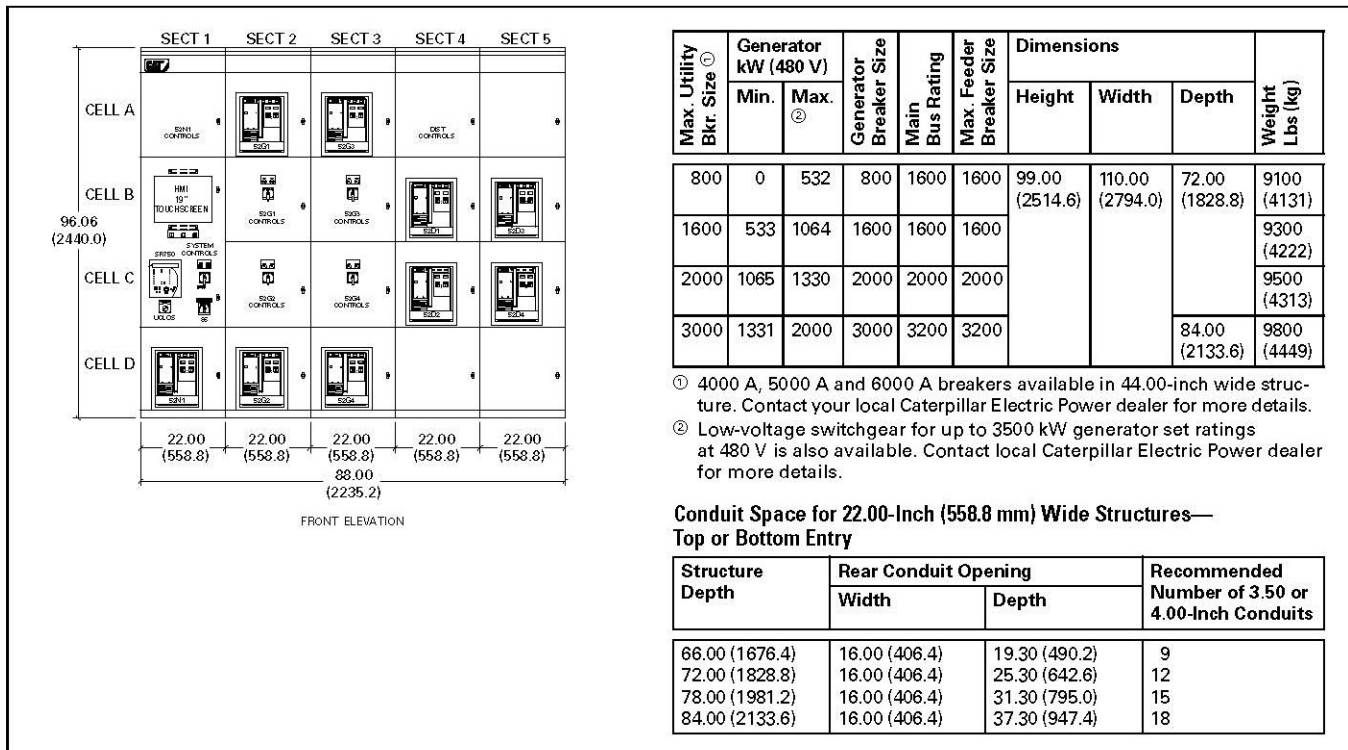 SECT 1 SECT 2 SECT 3 SECT 4 SECT 5
CAT
CELL A
52N1
CONTROLS
52G1
52G3
DIST
CONTROLS
CELL B
HMI
19"
TOUCHSCREEN
52G1
CONTROLS
52G3
CONTROLS
52D1
52D3
96.06
(2440.0)
CELL C
SR750
SYSTEM
CONTROLS
UCLOS
86
52G2
CONTROLS
52G4
CONTROLS
52D2
52D4
CELL D
52N1
52G2
52G4
22.00 22.00 22.00 22.00 22.00
(558.8) (558.8) (558.8) (558.8) (558.8)
88.00
(2235.2)
FRONT ELEVATION
Max. Utility
Bkr. Size ①
Generator
kW (480 V)
Min. Max.
②
Generator
Breaker Size
Main
Bus Rating
Max. Feeder
Breaker Size
Dimensions
Height Width Depth
Weight
Lbs (kg)
800 0 532 800 1600 1600 99.00 110.00 72.00 9100
(2514.6) (2794.0) (1828.8) (4131)
1600 533 1064 1600 1600 1600 9300
(4222)
2000 1065 1330 2000 2000 2000 9500
(4313)
3000 1331 2000 3000 3200 3200 84.00 9800
(2133.6) (4449)
① 4000 A, 5000 A and 6000 A breakers available in 44.00-inch wide struc-
ture. Contact your local Caterpillar Electric Power dealer for more details.
② Low-voltage switchgear for up to 3500 kW generator set ratings
at 480 V is also available. Contact local Caterpillar Electric Power dealer
for more details.
Conduit Space for 22.00-Inch (558.8 mm) Wide Structures—
Top or Bottom Entry
Structure
Depth
Rear Conduit Opening
Width Depth
Recommended
Number of 3.50 or
4.00-Inch Conduits
66.00 (1676.4) 16.00 (406.4) 19.30 (490.2) 9
72.00 (1828.8) 16.00 (406.4) 25.30 (642.6) 12
78.00 (1981.2) 16.00 (406.4) 31.30 (795.0) 15
84.00 (2133.6) 16.00 (406.4) 37.30 (947.4) 18